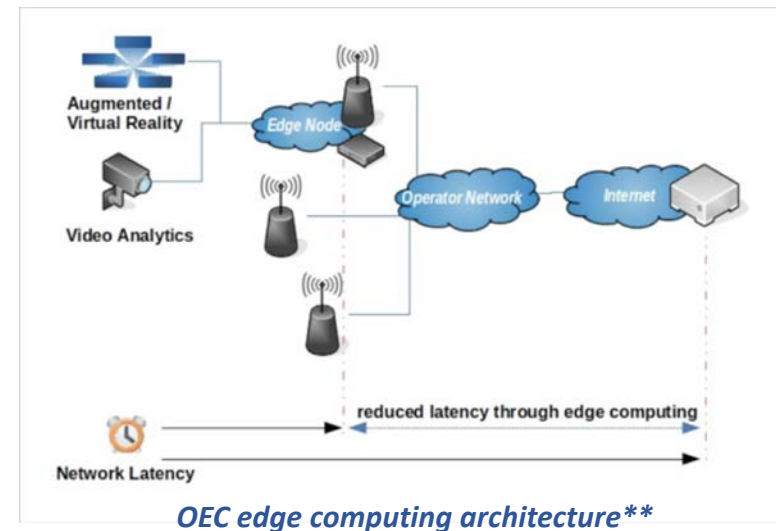 Augmented /
Virtual Reality
Edge Node
Video Analytics
Operator Network
Internet
reduced latency through edge computing
Network Latency
OEC edge computing architecture**